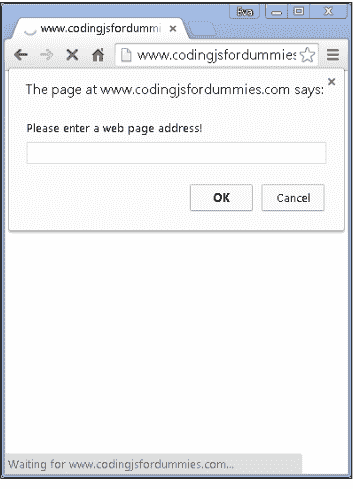 Eva
www.codingjsfordummi
www.codingjsfordummies
The page at www.codingjsfordummies.com says:
Please enter a web page address!
OK
Cancel
Waiting for www.codingjsfordummies.com...